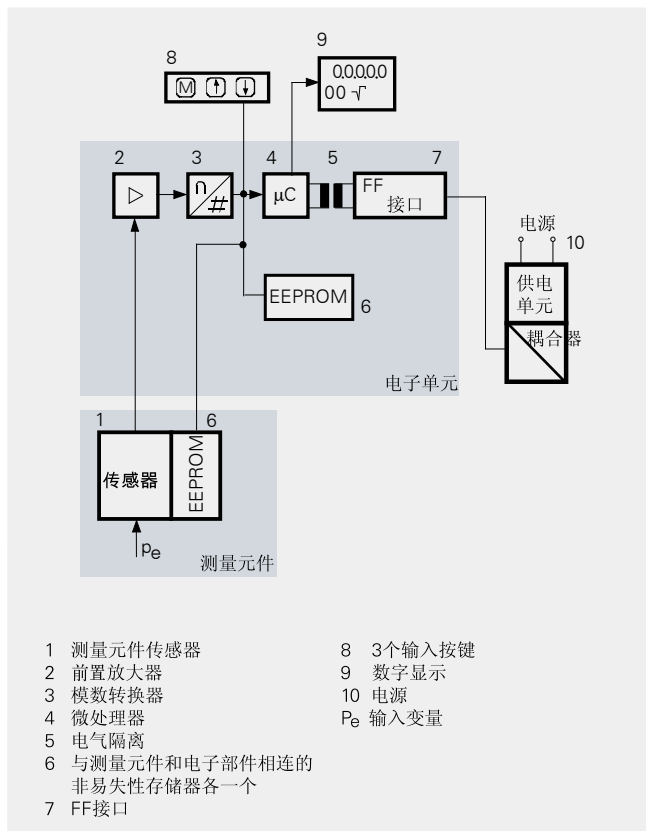 8
9
M ↑ ↓
00000
00 √
2
3
4
5
7
n
#
μC
FF
接口
电源
10
供电
单元
耦合器
EEPROM
6
电子单元
1
6
传感器
EEPROM
pe
测量元件
1 测量元件传感器
2 前置放大器
3 模数转换器
4 微处理器
5 电气隔离
6 与测量元件和电子部件相连的
非易失性存储器各一个
7 FF接口
8 3个输入按键
9 数字显示
10 电源
Pe 输入变量